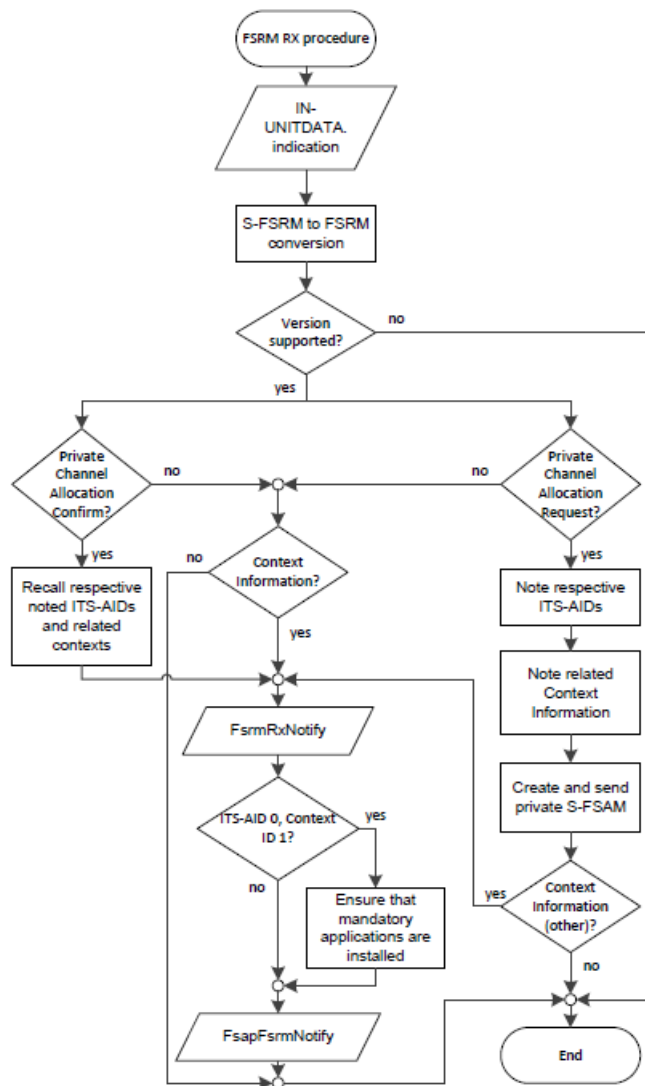 FSRM RX procedure
IN-
UNITDATA.
indication
S-FSRM to FSRM
conversion
Version
supported?
no
yes
Private
Channel
Allocation
Confirm?
no
yes
Private
Channel
Allocation
Request?
no
yes
Context
Information?
no
yes
Recall respective
noted ITS-AIDs
and related
contexts
Note respective
ITS-AIDs
Note related
Context
Information
FsrmRxNotify
Create and send
private S-FSAM
ITS-AID 0, Context
ID 1?
yes
no
Ensure that
mandatory
applications are
installed
Context
Information
(other)?
yes
no
FsapFsrmNotify
End